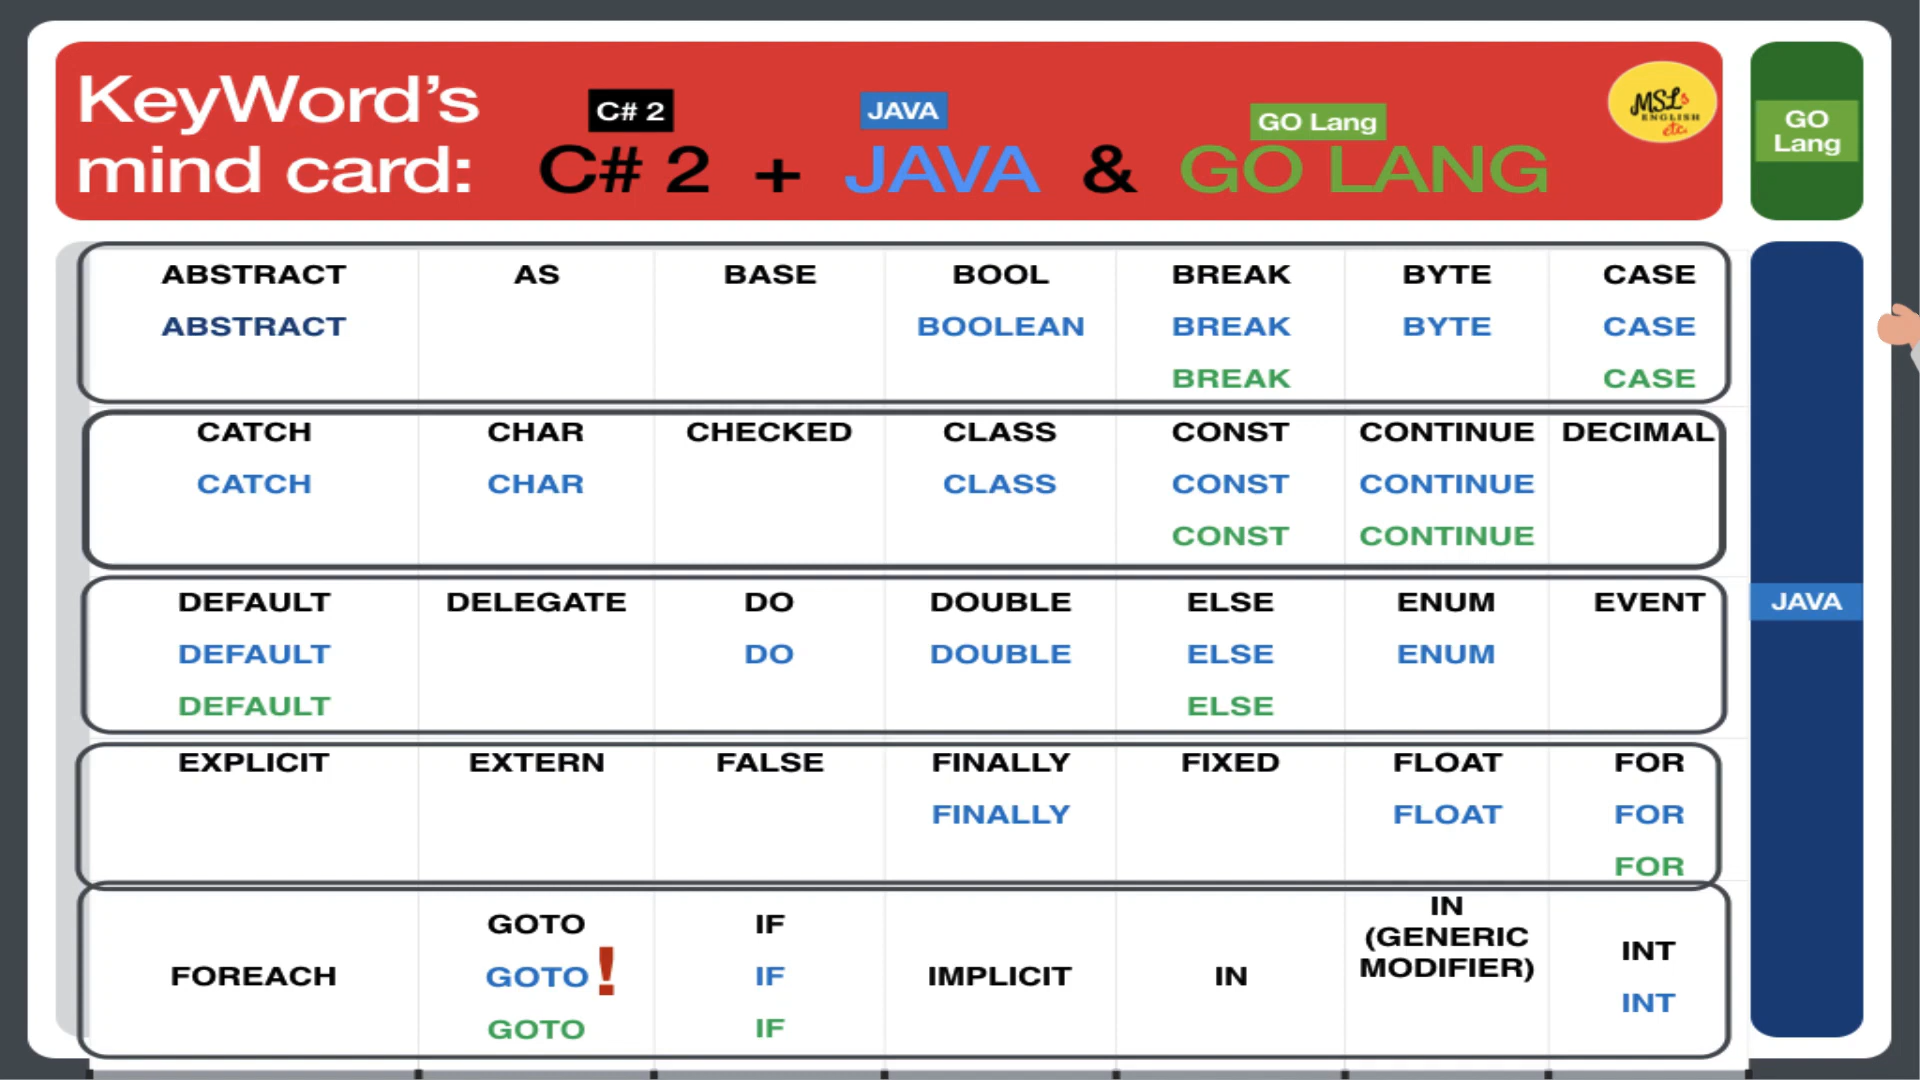 KeyWord's
mind card:
C# 2
JAVA
GO Lang
C# 2 + JAVA & GO LANG
MSL's
ENGLISH
etc.
GO
Lang
ABSTRACT AS BASE BOOL BREAK BYTE CASE
ABSTRACT BOOLEAN BREAK BYTE CASE
BREAK CASE
CATCH CHAR CHECKED CLASS CONST CONTINUE DECIMAL
CATCH CHAR CLASS CONST CONTINUE
CONST CONTINUE
DEFAULT DELEGATE DO DOUBLE ELSE ENUM EVENT
JAVA
DEFAULT DO DOUBLE ELSE ENUM
DEFAULT ELSE
EXPLICIT EXTERN FALSE FINALLY FIXED FLOAT FOR
FINALLY FLOAT FOR
FOR
FOREACH
GOTO
GOTO!
GOTO
IF
IF
IF
IMPLICIT
IN
IN
(GENERIC
MODIFIER)
INT
INT